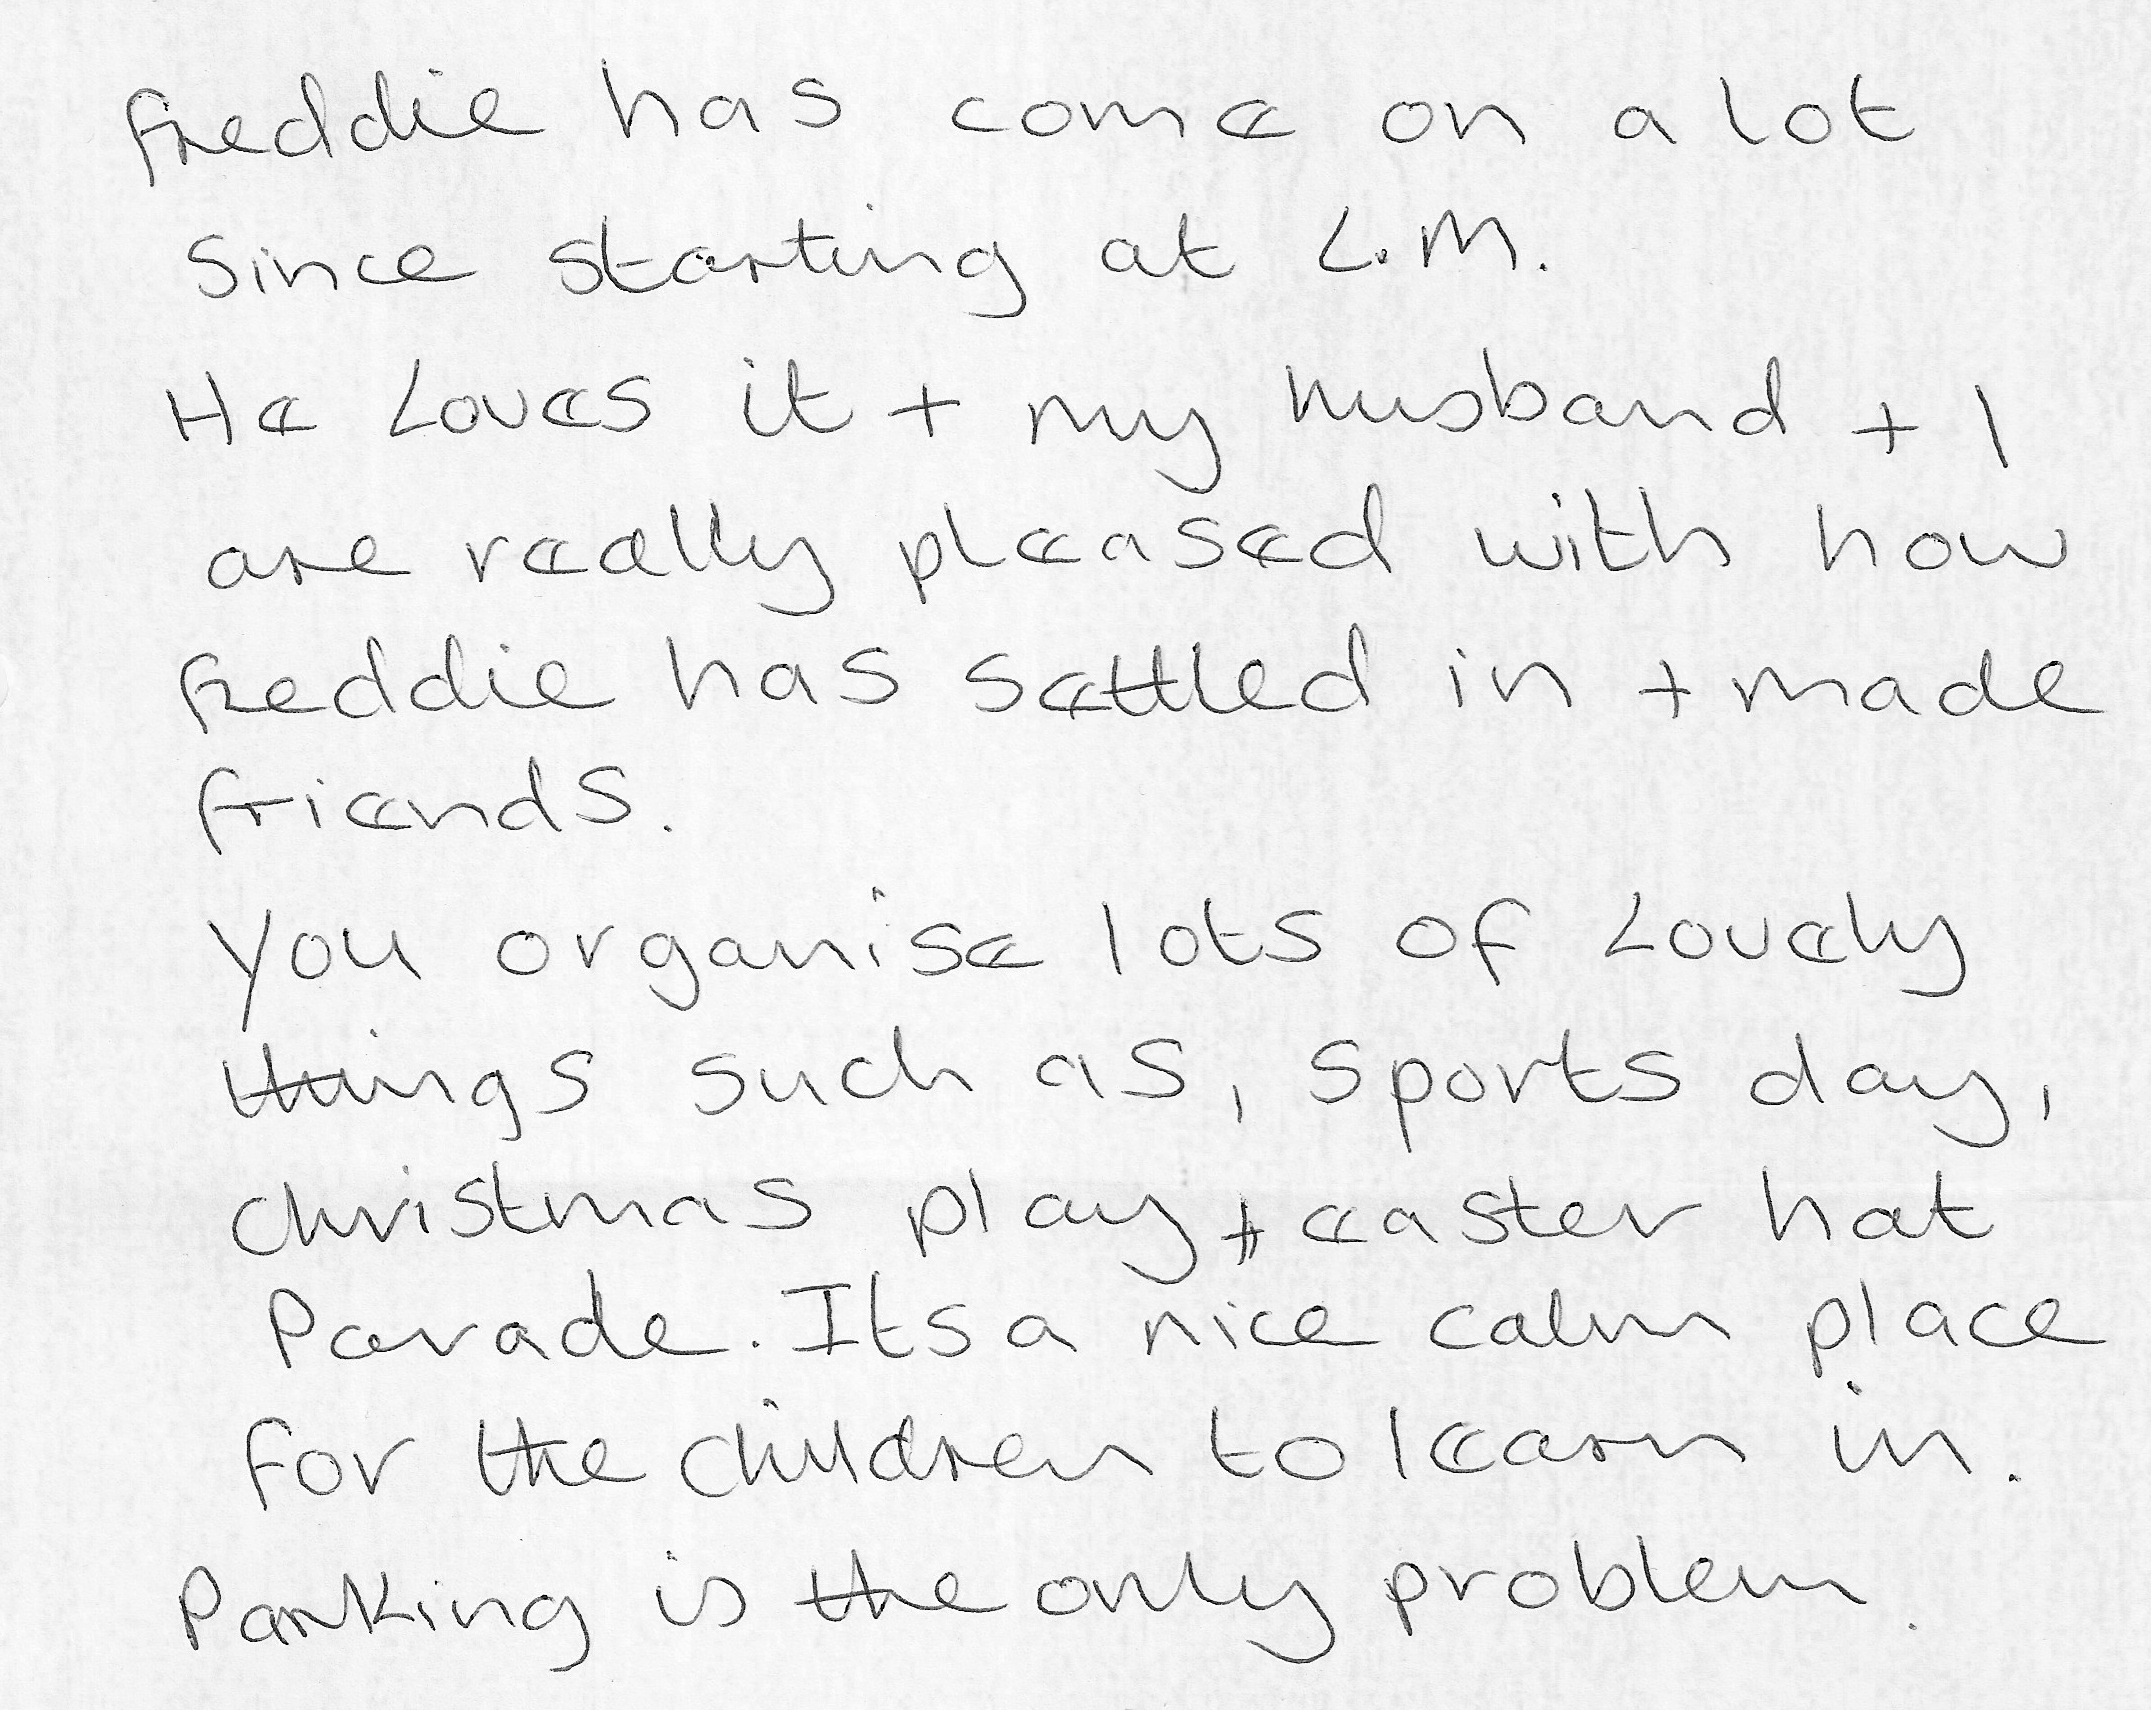 freddie has come on a lot
since starting at L.M.
He Loves it + my husband + I
are really pleased with how
freddie has settled in + made
friends.
You organise lots of Lovely
things such as, sports day,
christmas play + easter hat
Parade. Its a nice calm place
for the children to learn in.
Parking is the only problem.